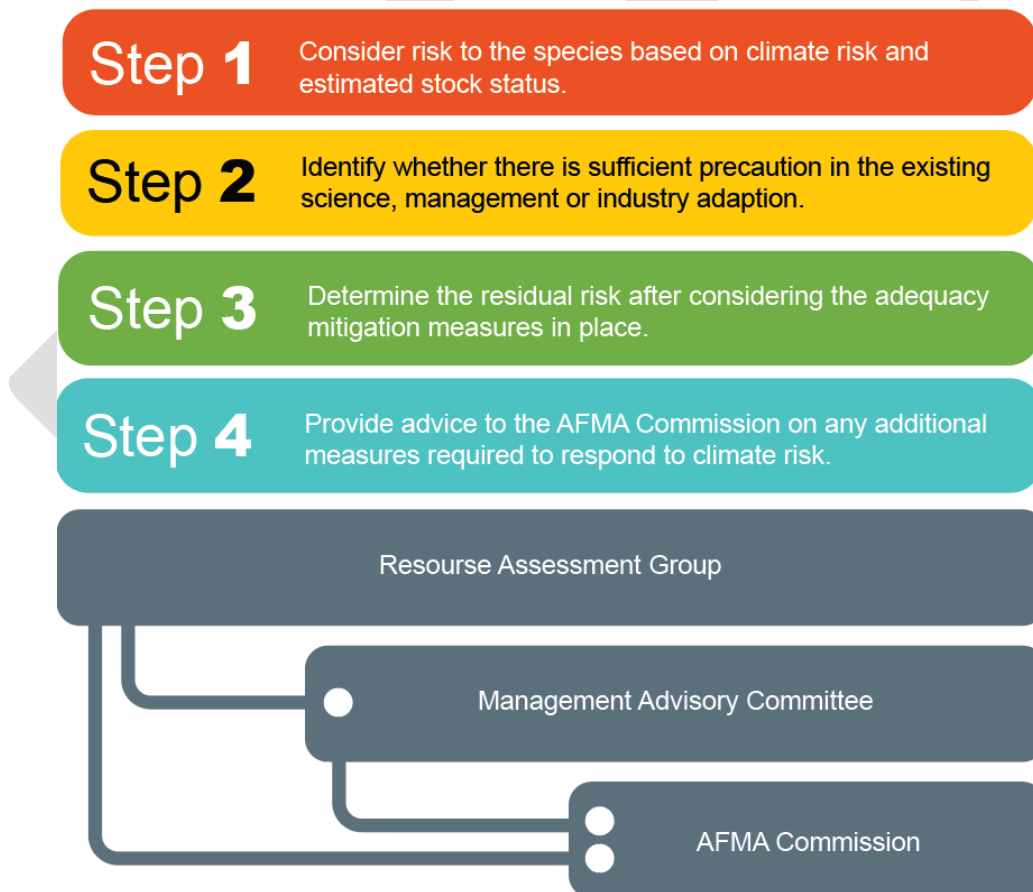 Step 1
Consider risk to the species based on climate risk and
estimated stock status.
Step 2
Identify whether there is sufficient precaution in the existing
science, management or industry adaption.
Step 3
Determine the residual risk after considering the adequacy
mitigation measures in place.
Step 4
Provide advice to the AFMA Commission on any additional
measures required to respond to climate risk.
Resourse Assessment Group
Management Advisory Committee
AFMA Commission